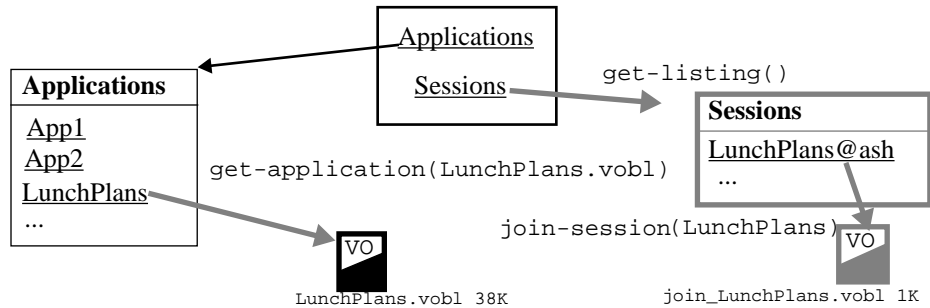 Applications
Sessions
get-listing()
Applications
App1
App2
LunchPlans
...
Sessions
LunchPlans@ash
...
get-application(LunchPlans.vobl)
join-session(LunchPlans)
VO
LunchPlans.vobl 38K
VO
join_LunchPlans.vobl 1K